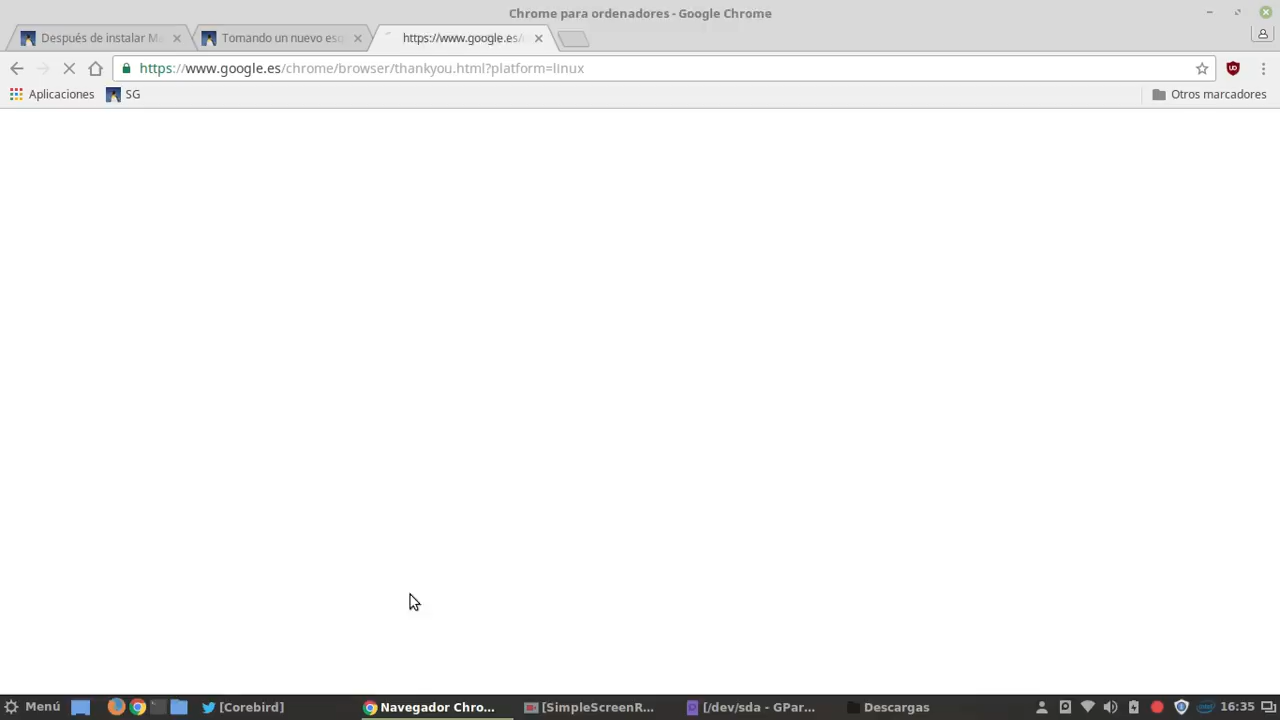 Chrome para ordenadores - Google Chrome
Después de instalar Mi
Tomando un nuevo esq
https://www.google.es/
https://www.google.es/chrome/browser/thankyou.html?platform=linux
Aplicaciones
SG
Otros marcadores
Menú
[Corebird]
Navegador Chro...
[SimpleScreenR...
[/dev/sda - GPar...
Descargas
16:35